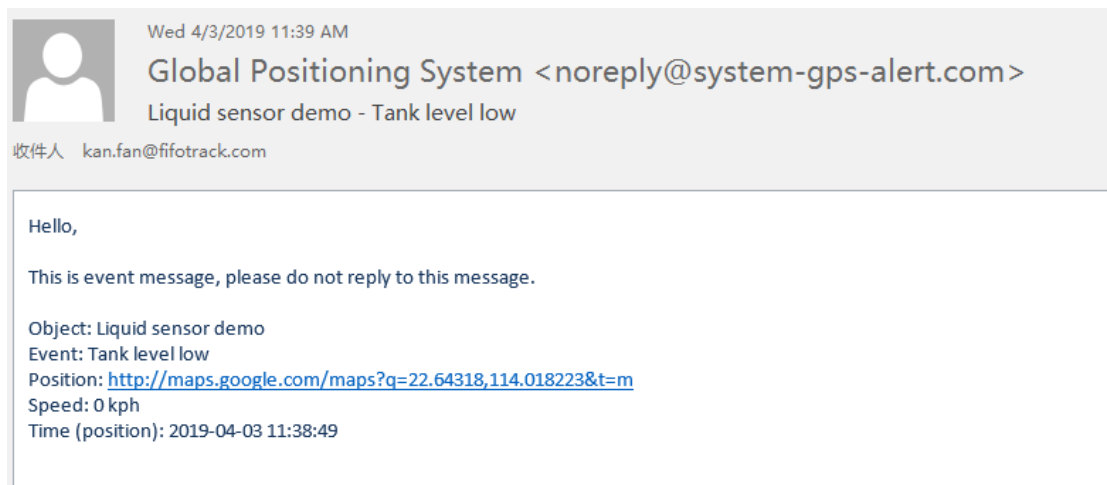 Wed 4/3/2019 11:39 AM
Global Positioning System <noreply@system-gps-alert.com>
Liquid sensor demo - Tank level low
收件人 kan.fan@fifotrack.com
Hello,
This is event message, please do not reply to this message.
Object: Liquid sensor demo
Event: Tank level low
Position: http://maps.google.com/maps?q=22.64318,114.018223&t=m
Speed: 0 kph
Time (position): 2019-04-03 11:38:49